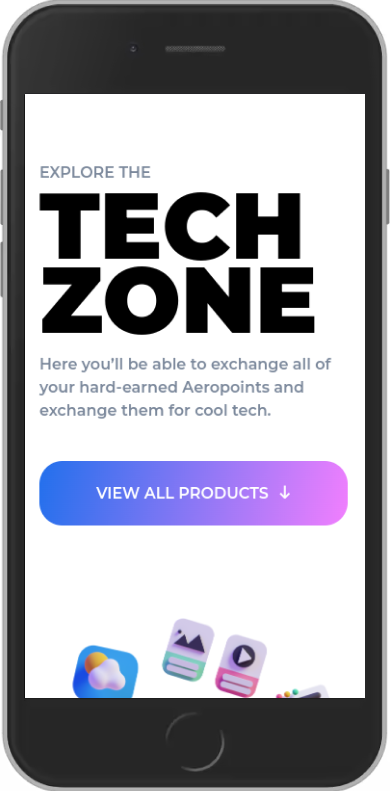 EXPLORE THE
TECH
ZONE
Here you'll be able to exchange all of
your hard-earned Aeropoints and
exchange them for cool tech.
VIEW ALL PRODUCTS ↓